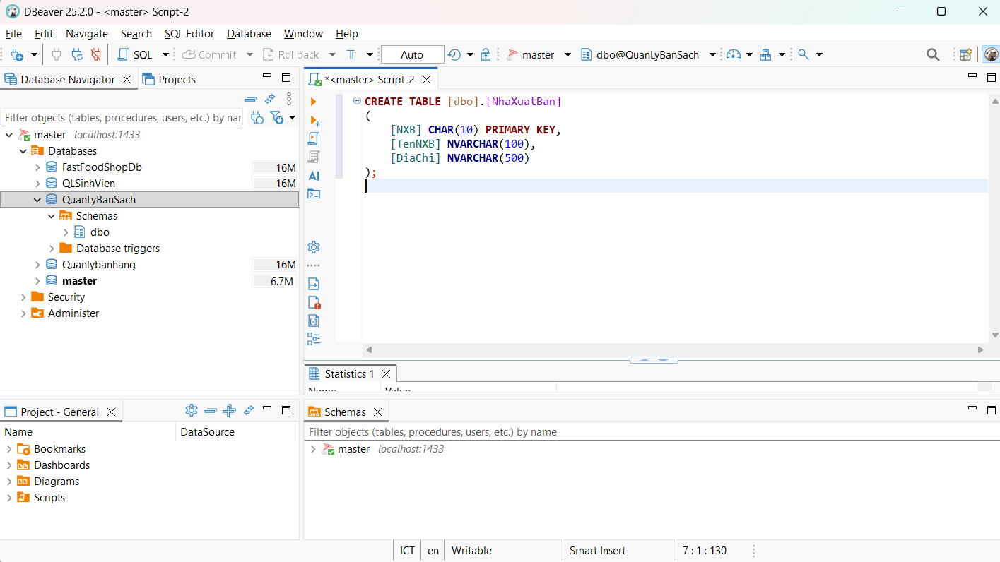 DBeaver 25.2.0 - <master> Script-2
File Edit Navigate Search SQL Editor Database Window Help
SQL Commit Rollback T Auto master dbo@QuanLyBanSach
Database Navigator Projects
Filter objects (tables, procedures, users, etc.) by nar
master localhost:1433
Databases
FastFoodShopDb 16M
QLSinhVien 16M
QuanLyBanSach
Schemas
dbo
Database triggers
Quanlybanhang 16M
master 6.7M
Security
Administer
*<master> Script-2
CREATE TABLE [dbo].[NhaXuatBan]
(
[NXB] CHAR(10) PRIMARY KEY,
[TenNXB] NVARCHAR(100),
[DiaChi] NVARCHAR(500)
);
AI
Statistics 1
Name Value
Project - General
Name DataSource
Bookmarks
Dashboards
Diagrams
Scripts
Schemas
Filter objects (tables, procedures, users, etc.) by name
master localhost:1433
ICT en Writable Smart Insert 7 : 1 : 130